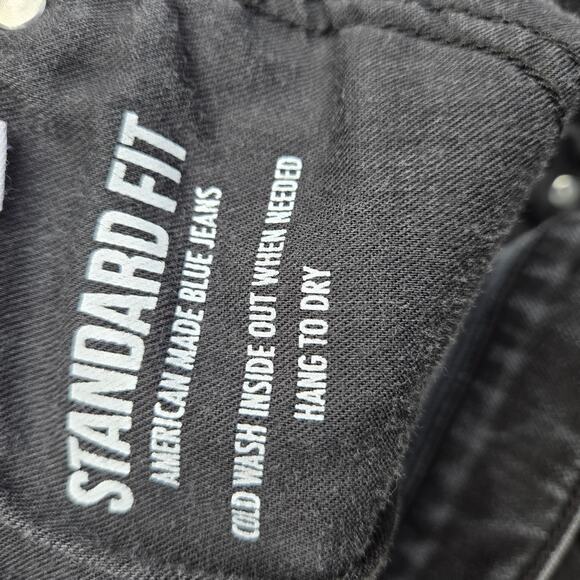 STANDARD FIT
AMERICAN MADE BLUE JEANS
COLD WASH INSIDE OUT WHEN NEEDED
HANG TO DRY